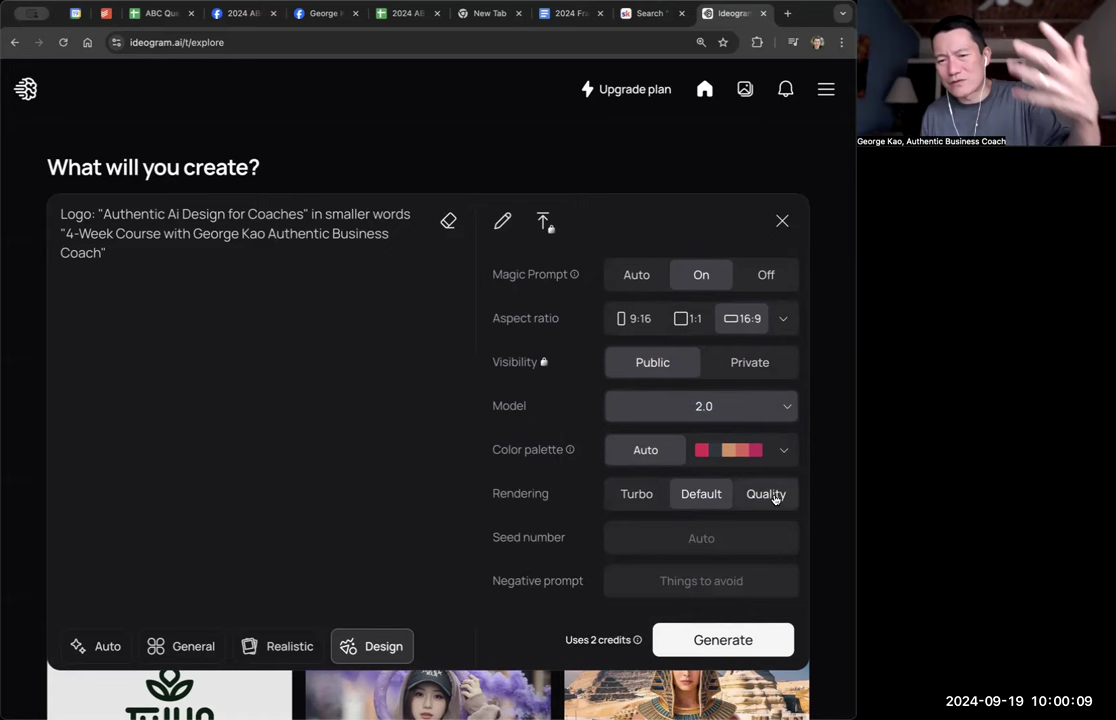 ABC Qu
2024 AB
George
2024 AB
New Tab
2024 Fr
Search "
Ideogram
ideogram.ai/t/explore
George Kao, Authentic Business Coach
Upgrade plan
What will you create?
Logo: "Authentic Ai Design for Coaches" in smaller words
"4-Week Course with George Kao Authentic Business
Coach"
Magic Prompt
Auto
On
Off
Aspect ratio
9:16
1:1
16:9
Visibility
Public
Private
Model
2.0
Color palette
Auto
Rendering
Turbo
Default
Quality
Seed number
Auto
Negative prompt
Things to avoid
Auto
General
Realistic
Design
Uses 2 credits
Generate
2024-09-19 10:00:09